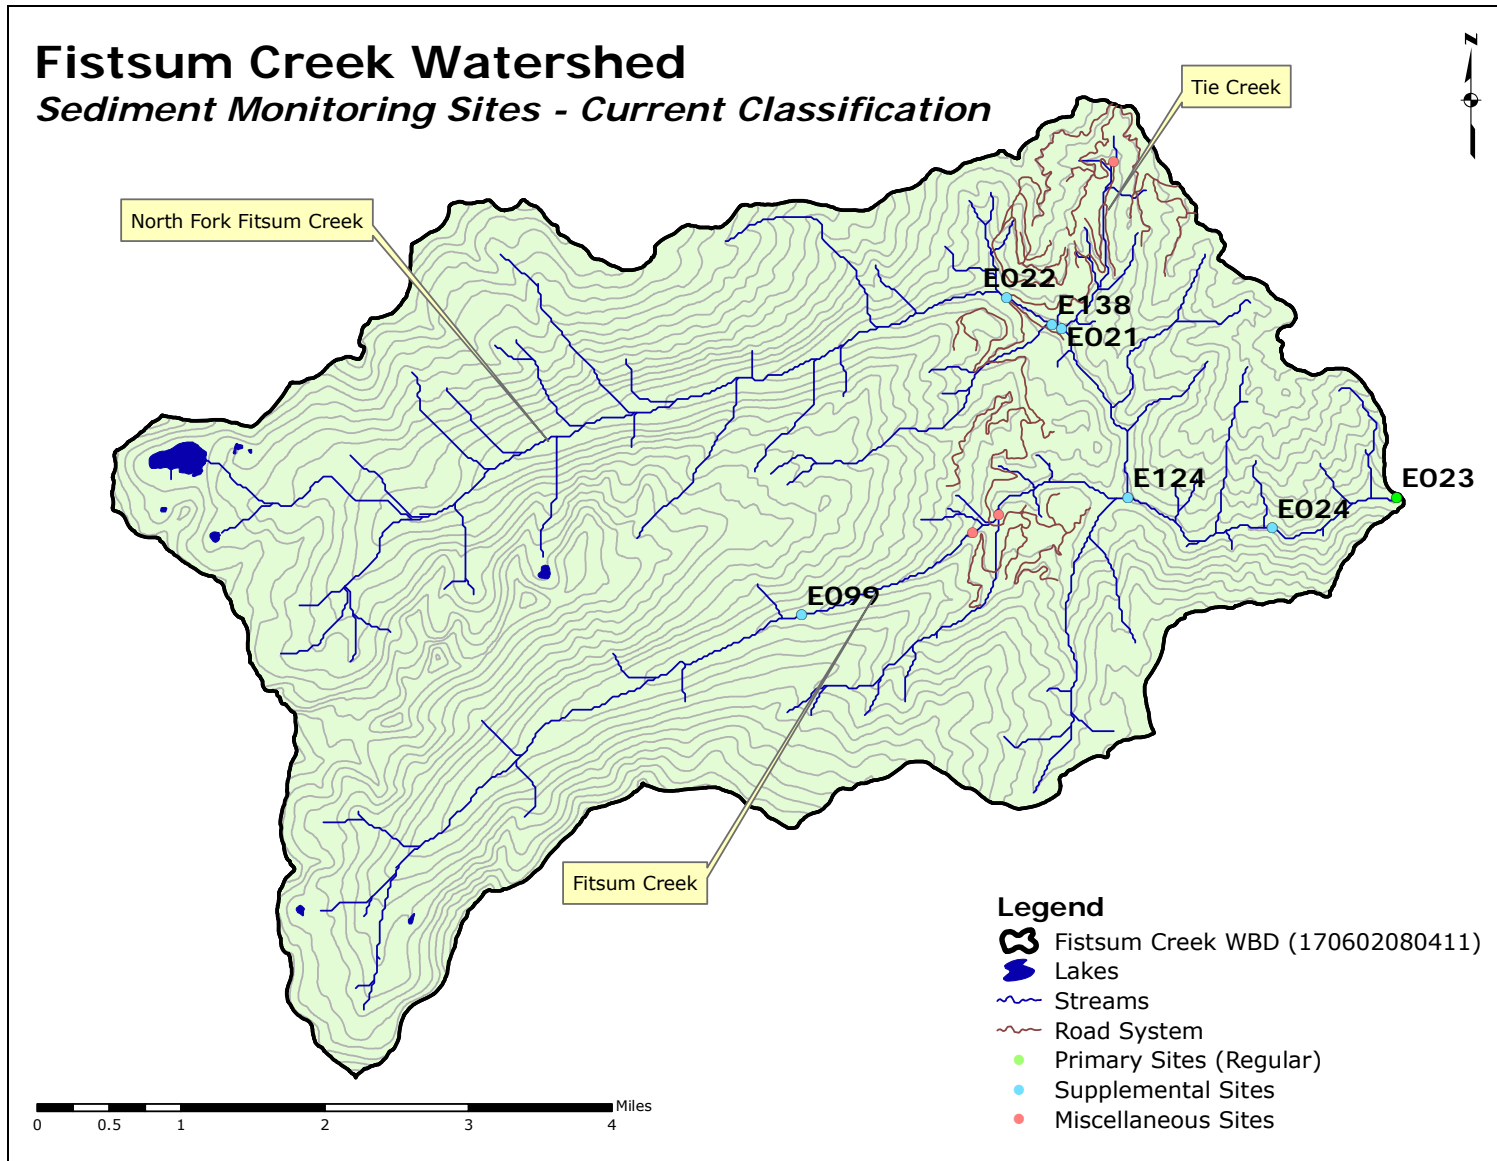 Fistsum Creek Watershed
Sediment Monitoring Sites - Current Classification
N
Tie Creek
North Fork Fitsum Creek
E022
E138
E021
E124
E023
E024
E099
Fitsum Creek
Legend
Fistsum Creek WBD (170602080411)
Lakes
Streams
Road System
Primary Sites (Regular)
Supplemental Sites
Miscellaneous Sites
Miles
0 0.5 1 2 3 4